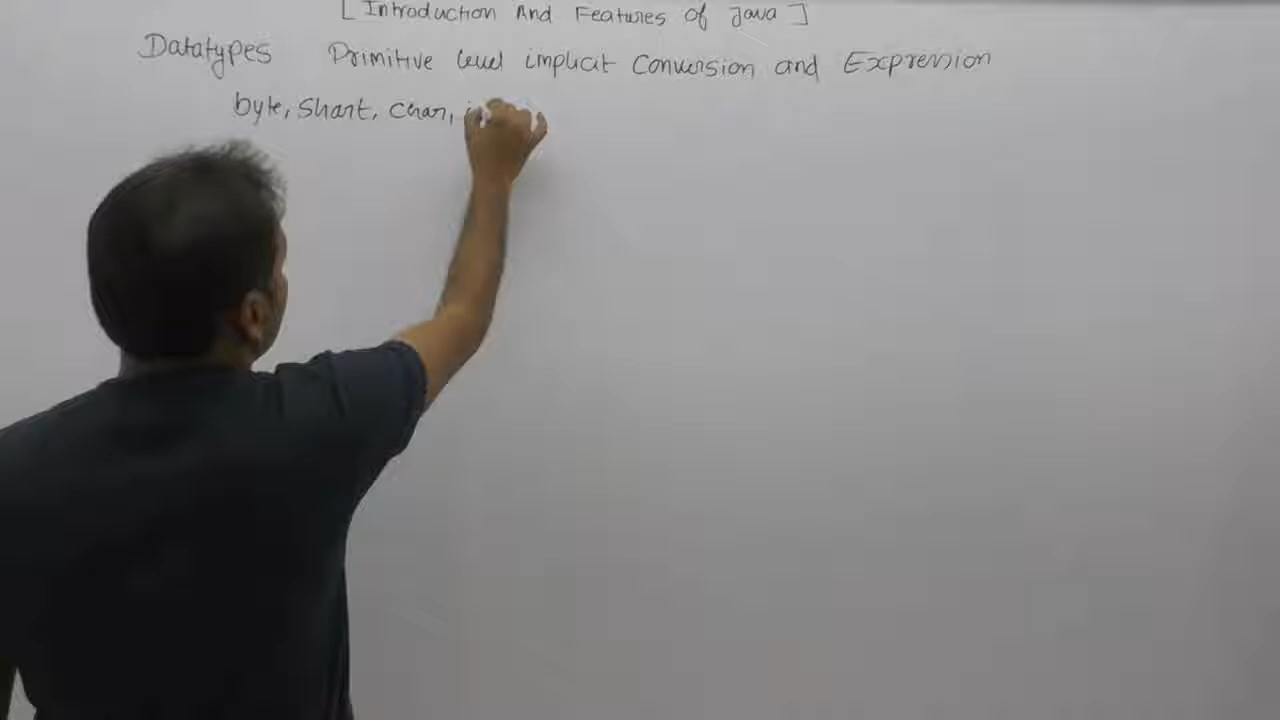 [Introduction And Features of Java]
Datatypes Primitive level implicit Conversion and Expression
byte, Short, Char,